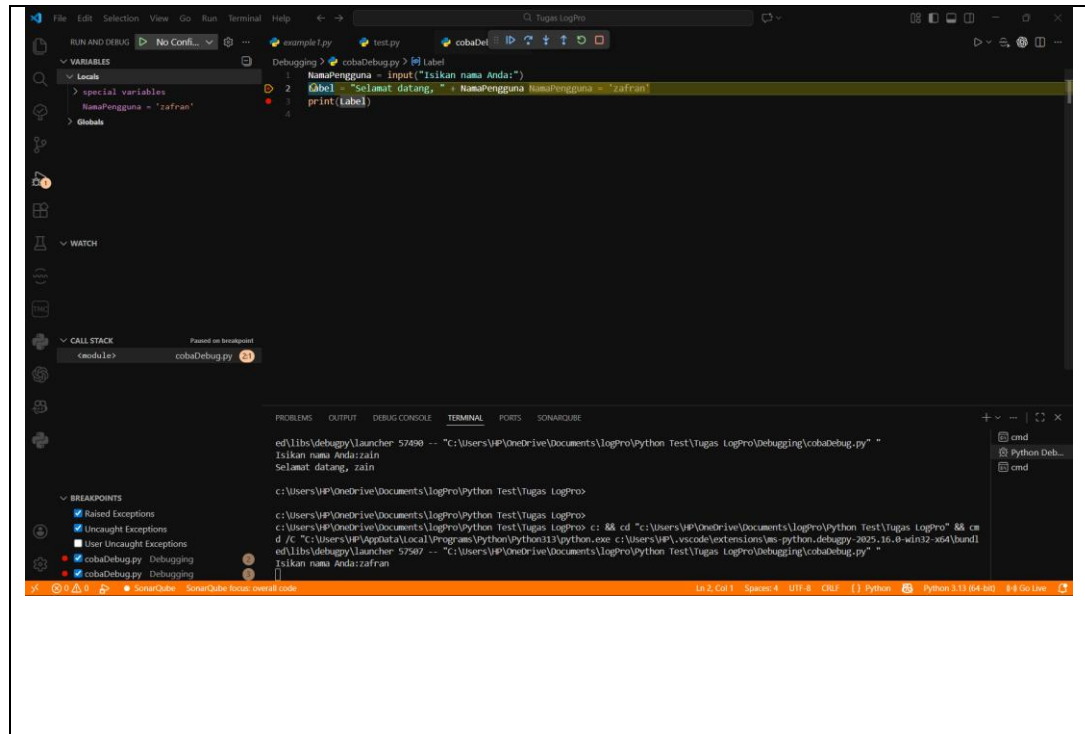 File Edit Selection View Go Run Terminal Help
Tugas LogPro
RUN AND DEBUG No Confi...
example1.py test.py cobaDel
VARIABLES
Locals
special variables
NamaPengguna = 'zafran'
Globals
Debugging > cobaDebug.py > Label
1 NamaPengguna = input("Isikan nama Anda:")
2 Label = "Selamat datang, " + NamaPengguna NamaPengguna = 'zafran'
3 print(Label)
4
WATCH
CALL STACK Paused on breakpoint
<module> cobaDebug.py 2:1
BREAKPOINTS
Raised Exceptions
Uncaught Exceptions
User Uncaught Exceptions
cobaDebug.py Debugging 2
cobaDebug.py Debugging 3
PROBLEMS OUTPUT DEBUG CONSOLE TERMINAL PORTS SONARQUBE
ed\libs\debugpy\launcher 57490 -- "C:\Users\HP\OneDrive\Documents\logPro\Python Test\Tugas LogPro\Debugging\cobaDebug.py" "
Isikan nama Anda:zain
Selamat datang, zain
c:\Users\HP\OneDrive\Documents\logPro\Python Test\Tugas LogPro>
c:\Users\HP\OneDrive\Documents\logPro\Python Test\Tugas LogPro>
c:\Users\HP\OneDrive\Documents\logPro\Python Test\Tugas LogPro> c: && cd "c:\Users\HP\OneDrive\Documents\logPro\Python Test\Tugas LogPro" && cm
d /C "C:\Users\HP\AppData\Local\Programs\Python\Python313\python.exe c:\Users\HP\.vscode\extensions\ms-python.debugpy-2025.16.0-win32-x64\bundl
ed\libs\debugpy\launcher 57507 -- "C:\Users\HP\OneDrive\Documents\logPro\Python Test\Tugas LogPro\Debugging\cobaDebug.py" "
Isikan nama Anda:zafran
cmd
Python Deb...
cmd
0 0 SonarQube SonarQube focus: overall code Ln 2, Col 1 Spaces: 4 UTF-8 CRLF { } Python Python 3.13 (64-bit) Go Live